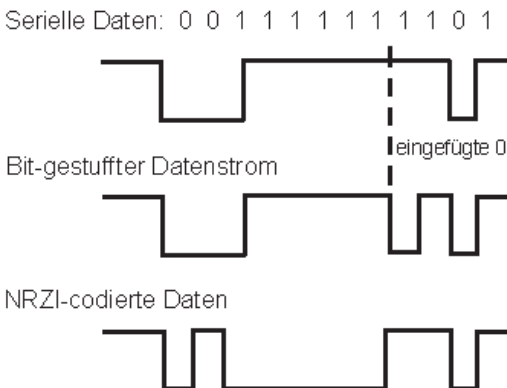 Serielle Daten: 0 0 1 1 1 1 1 1 1 1 0 1
eingefügte 0
Bit-gestuffter Datenstrom
NRZI-codierte Daten